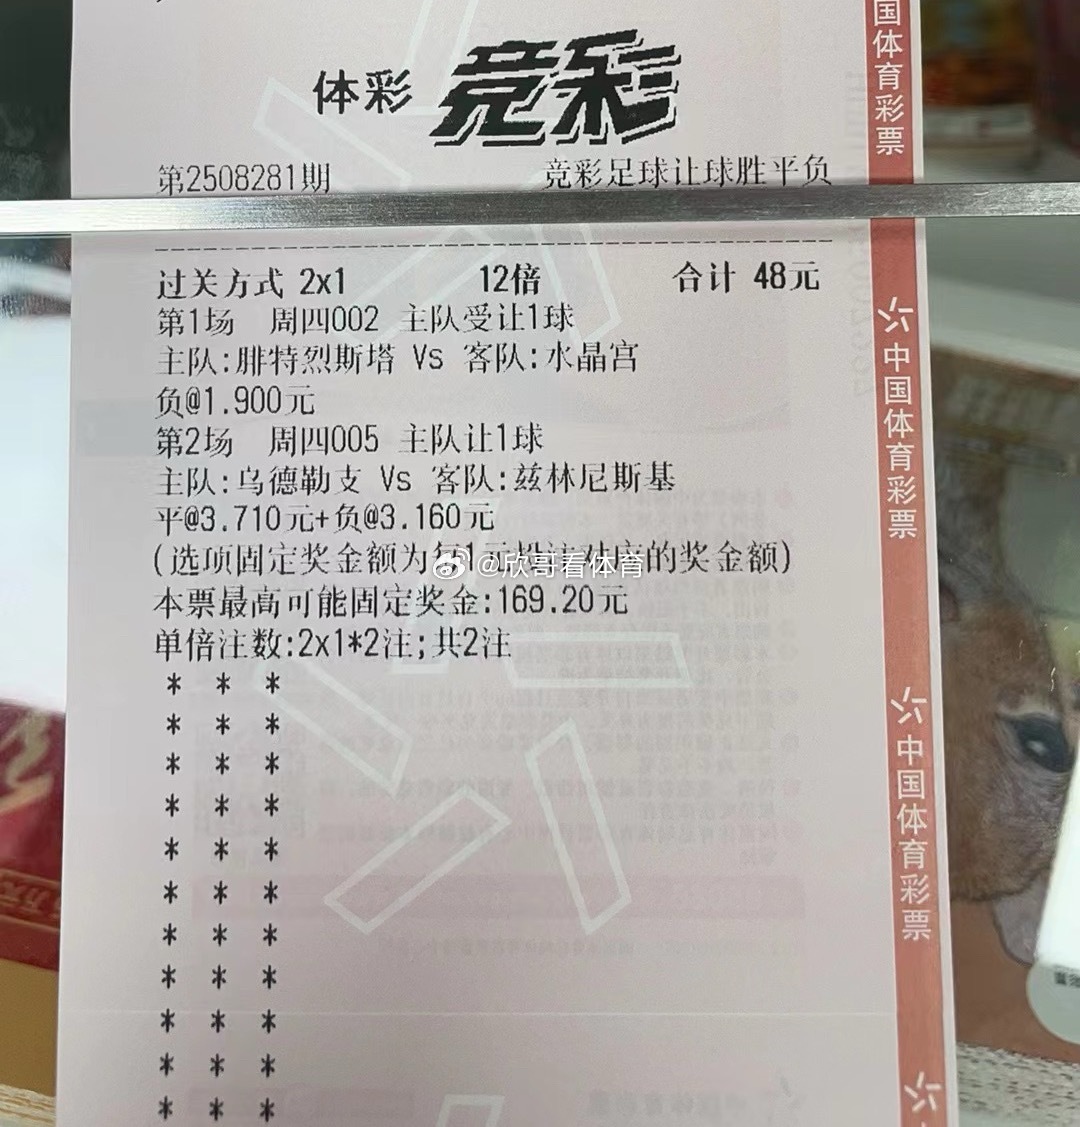 体彩 竞彩
第2508281期 竞彩足球让球胜平负
过关方式 2x1 12倍 合计 48元
第1场 周四002 主队受让1球
主队:腓特烈斯塔 Vs 客队:水晶宫
负@1.900元
第2场 周四005 主队让1球
主队:乌德勒支 Vs 客队:兹林尼斯基
平@3.710元+负@3.160元
(选项固定奖金额为每1元投注对应的奖金额)
@欣哥看体育
本票最高可能固定奖金:169.20元
单倍注数:2x1*2注;共2注
* * *
* * *
* * *
* * *
* * *
* * *
* * *
* * *
* * *
* * *
* * *
国体育彩票
中国体育彩票
中国体育彩票